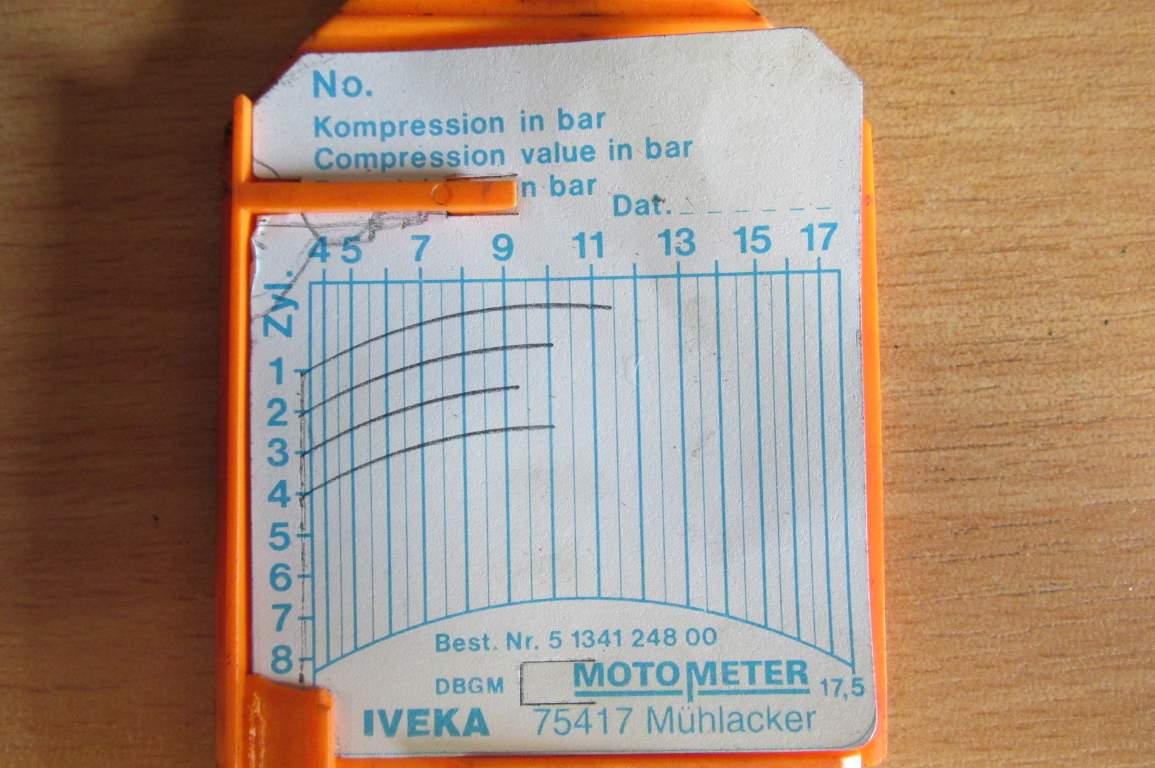 No.
Kompression in bar
Compression value in bar
n bar
Dat.
4 5 7 9 11 13 15 17
Zyl.
1
2
3
4
5
6
7
8
Best. Nr. 5 1341 248 00
DBGM MOTOMETER 17,5
IVEKA 75417 Mühlacker